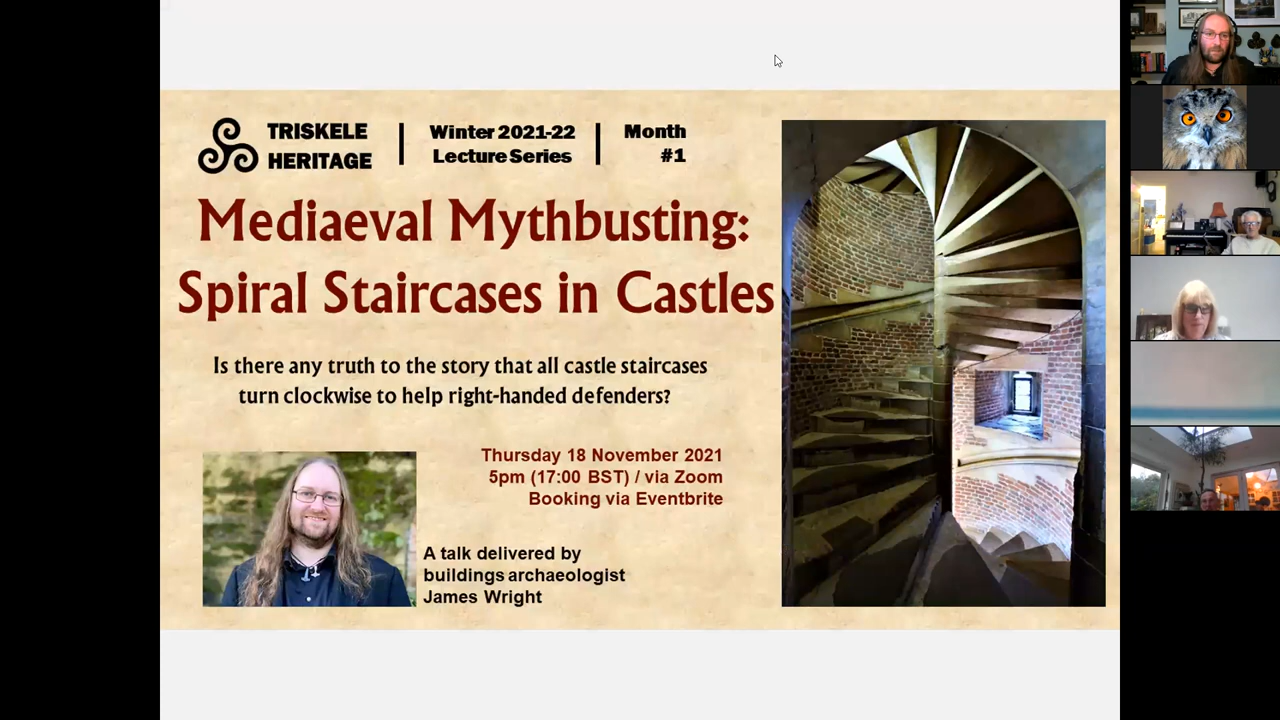 TRISKELE
HERITAGE
Winter 2021-22
Lecture Series
Month
#1
Mediaeval Mythbusting:
Spiral Staircases in Castles
Is there any truth to the story that all castle staircases
turn clockwise to help right-handed defenders?
Thursday 18 November 2021
5pm (17:00 BST) / via Zoom
Booking via Eventbrite
A talk delivered by
buildings archaeologist
James Wright